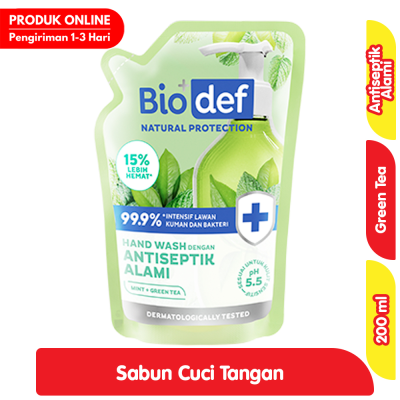 PRODUK ONLINE
Pengiriman 1-3 Hari
Bio def
NATURAL PROTECTION
15%
LEBIH
HEMAT*
99.9% *INTENSIF LAWAN
KUMAN DAN BAKTERI
HAND WASH DENGAN
ANTISEPTIK
ALAMI
MINT + GREEN TEA
PH
5.5
DERMATOLOGICALLY TESTED
Antiseptik
Alami
Green Tea
200 ml
Sabun Cuci Tangan